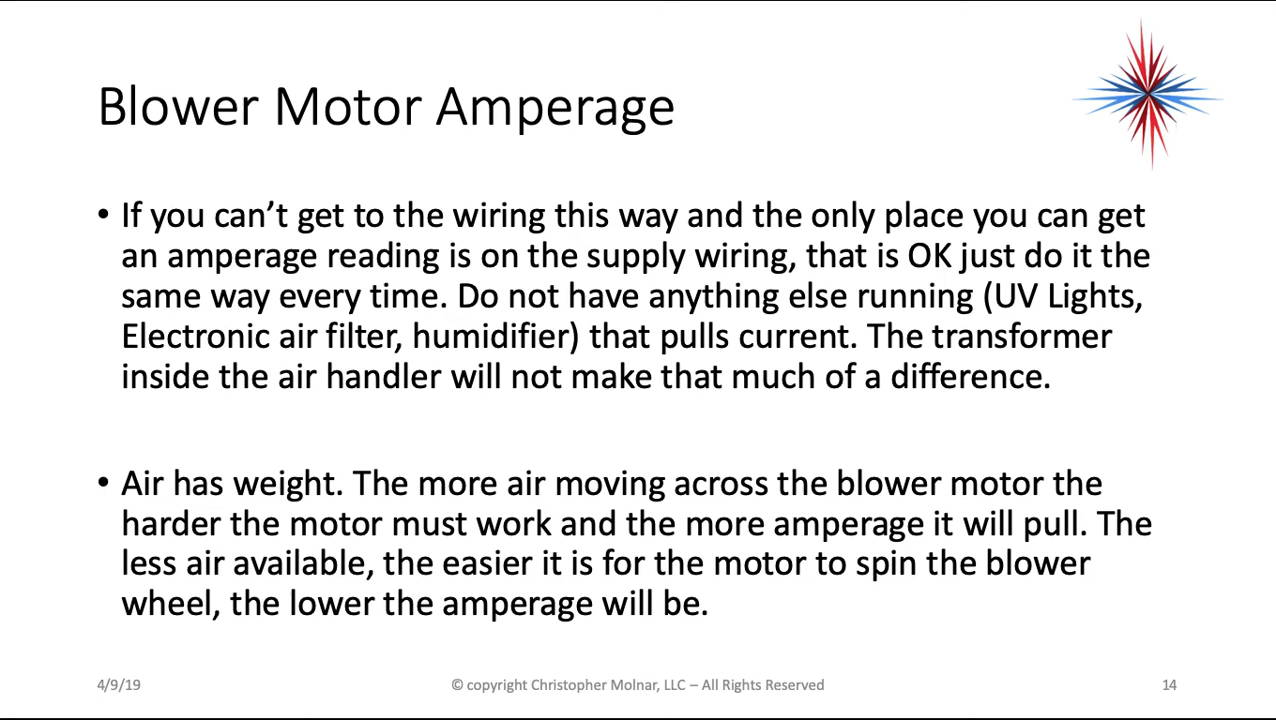 Blower Motor Amperage
• If you can’t get to the wiring this way and the only place you can get
an amperage reading is on the supply wiring, that is OK just do it the
same way every time. Do not have anything else running (UV Lights,
Electronic air filter, humidifier) that pulls current. The transformer
inside the air handler will not make that much of a difference.
• Air has weight. The more air moving across the blower motor the
harder the motor must work and the more amperage it will pull. The
less air available, the easier it is for the motor to spin the blower
wheel, the lower the amperage will be.
4/9/19
© copyright Christopher Molnar, LLC – All Rights Reserved
14